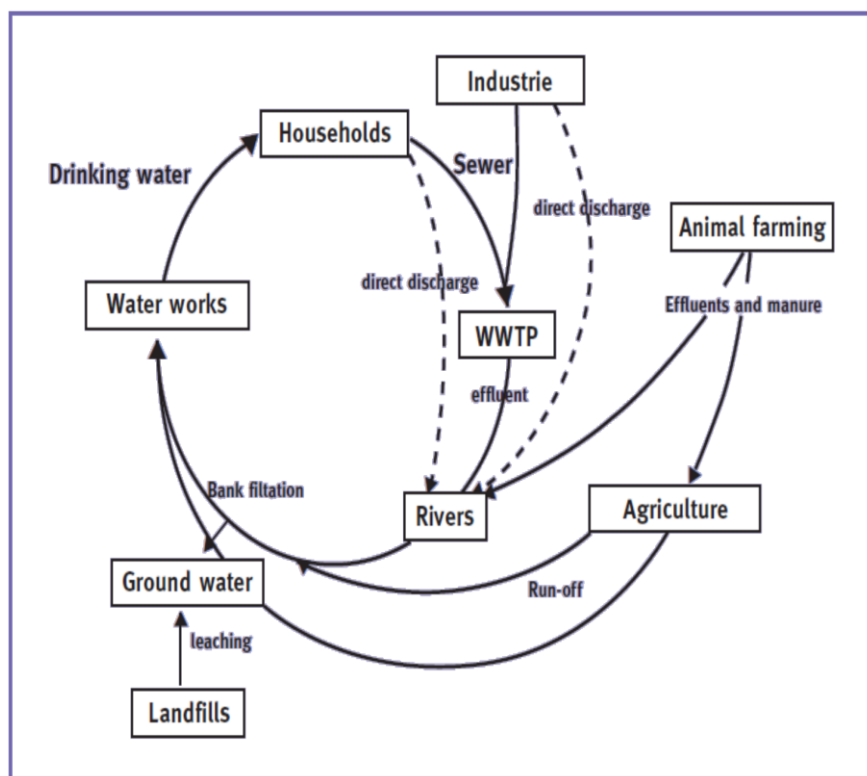 Industrie
Households
Sewer
Drinking water
direct discharge
Animal farming
direct discharge
Water works
Effluents and manure
WWTP
effluent
Bank filtation
Rivers
Agriculture
Ground water
Run-off
leaching
Landfills